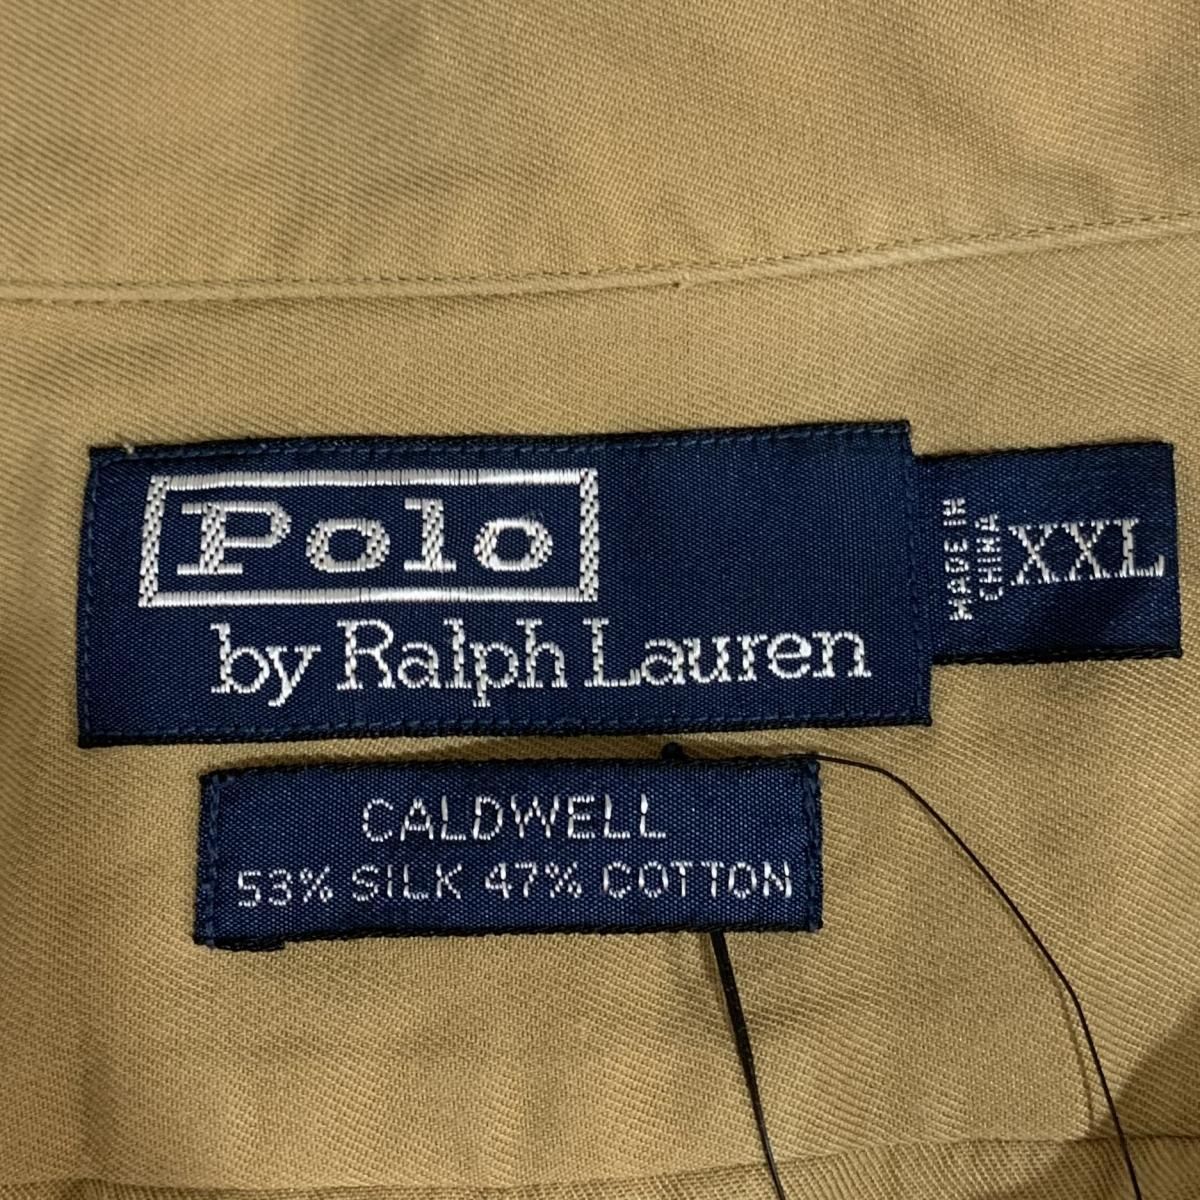 Polo
by Ralph Lauren
MADE IN
CHINA
XXL
CALDWELL
53% SILK 47% COTTON